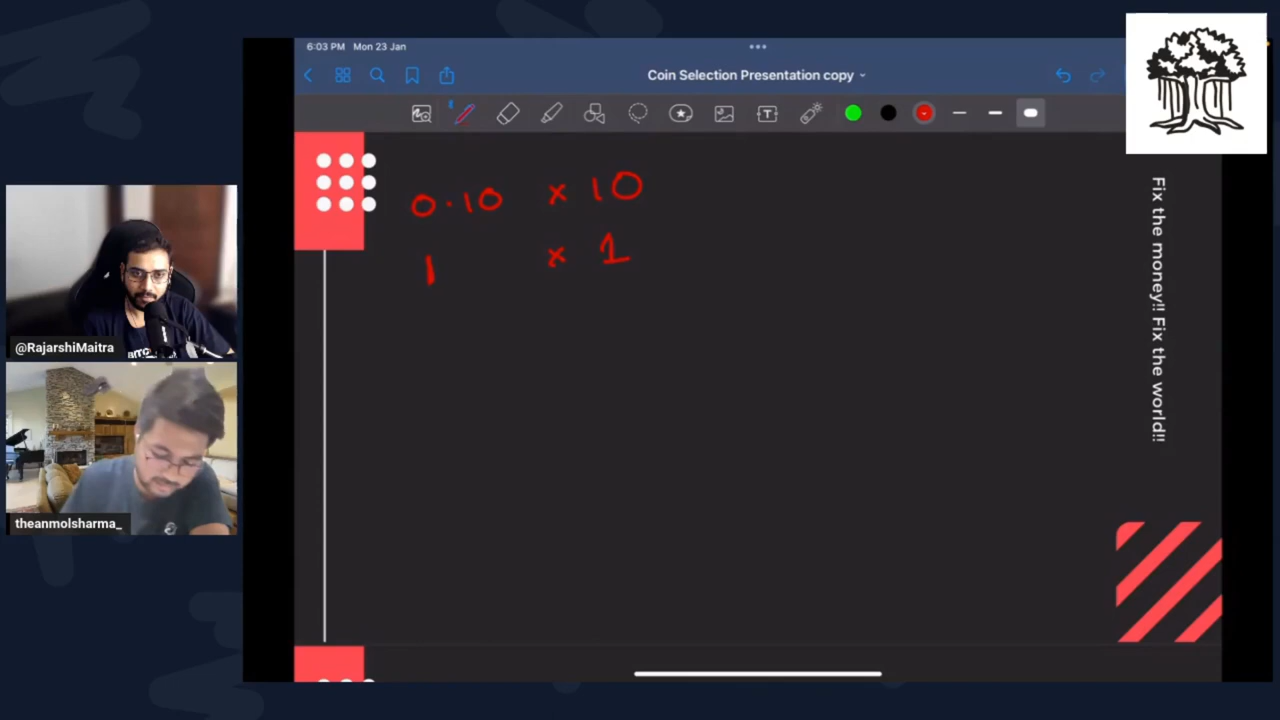 6:03 PM Mon 23 Jan
Coin Selection Presentation copy
T
0.10 x 10
1 x 1
Fix the money!! Fix the world!!
@RajarshiMaitra
theanmolsharma_